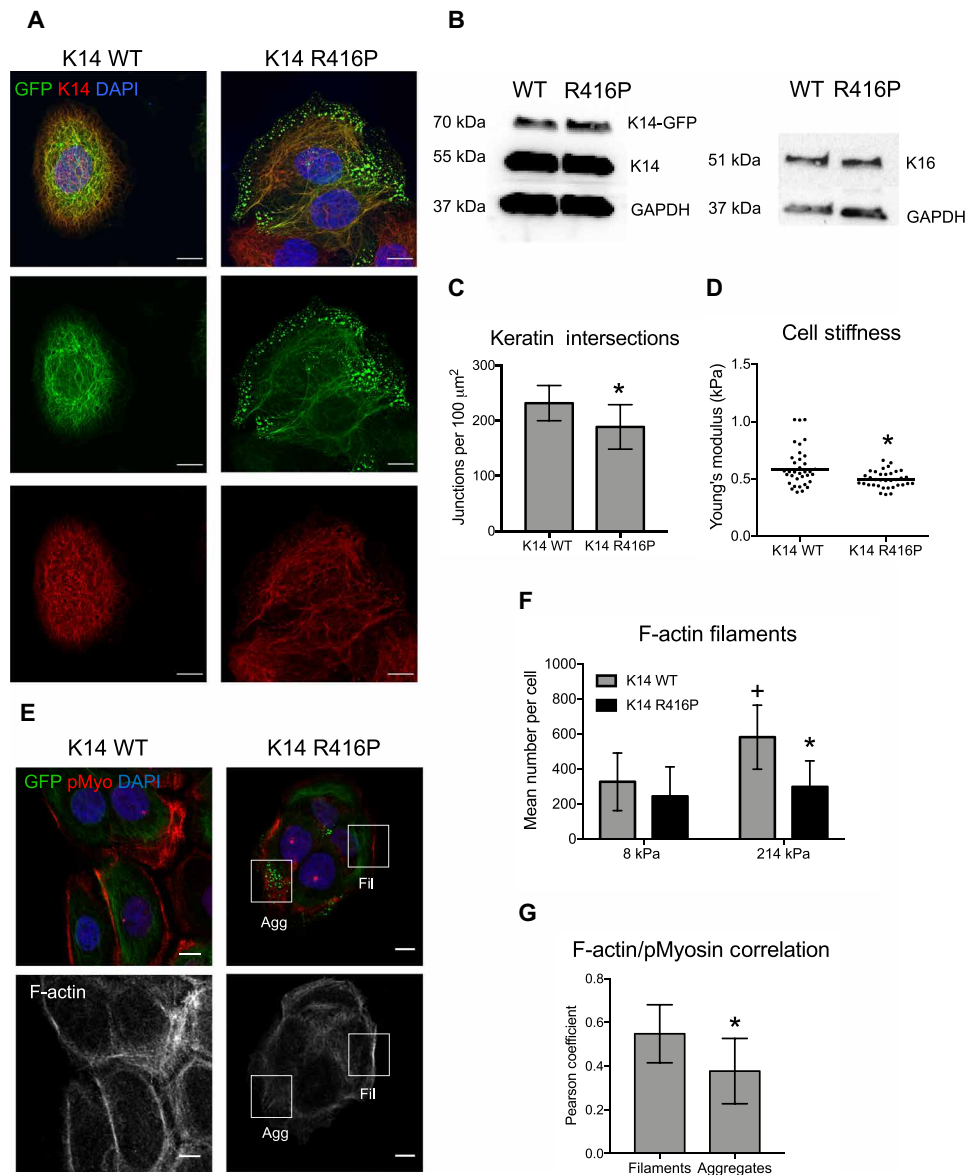 A
K14 WT
K14 R416P
GFP K14 DAPI
B
WT R416P
70 kDa
K14-GFP
55 kDa
K14
37 kDa
GAPDH
WT R416P
51 kDa
K16
37 kDa
GAPDH
C
Keratin intersections
Junctions per 100 μm²
300
200
100
0
*
K14 WT
K14 R416P
D
Cell stiffness
Young's modulus (kPa)
1.5
1.0
0.5
0.0
*
K14 WT
K14 R416P
E
K14 WT
K14 R416P
GFP pMyo DAPI
Agg
Fil
F-actin
Agg
Fil
F
F-actin filaments
Mean number per cell
1000
800
600
400
200
0
K14 WT
K14 R416P
+
*
8 kPa
214 kPa
G
F-actin/pMyosin correlation
Pearson coefficient
0.8
0.6
0.4
0.2
0.0
*
Filaments
Aggregates